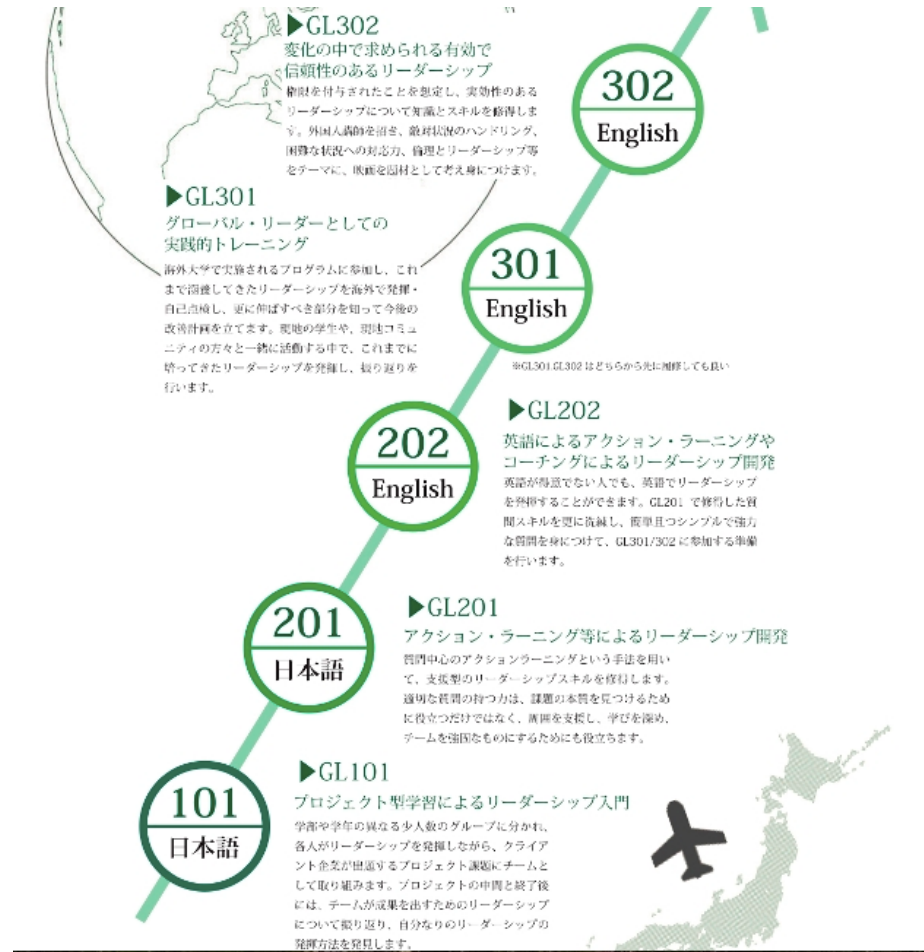 ▶GL302
変化の中で求められる有効で
信頼性のあるリーダーシップ
権限を付与されたことを想定し、実効性のある
リーダーシップについて知識とスキルを修得しま
す。外国人講師を招き、敵対状況のハンドリング、
困難な状況への対応力、倫理とリーダーシップ等
をテーマに、映画を題材として考え身につけます。
302
English
▶GL301
グローバル・リーダーとしての
実践的トレーニング
海外大学で実施されるプログラムに参加し、これ
まで涵養してきたリーダーシップを海外で発揮・
自己点検し、更に伸ばすべき部分を知って今後の
改善計画を立てます。現地の学生や、現地コミュ
ニティの方々と一緒に活動する中で、これまでに
培ってきたリーダーシップを発揮し、振り返りを
行います。
301
English
※GL301.GL302 はどちらから先に履修しても良い
202
English
▶GL202
英語によるアクション・ラーニングや
コーチングによるリーダーシップ開発
英語が得意でない人でも、英語でリーダーシップ
を発揮することができます。GL201 で修得した質
問スキルを更に洗練し、簡単且つシンプルで強力
な質問を身につけて、GL301/302 に参加する準備
を行います。
201
日本語
▶GL201
アクション・ラーニング等によるリーダーシップ開発
質問中心のアクションラーニングという手法を用い
て、支援型のリーダーシップスキルを修得します。
適切な質問の持つ力は、課題の本質を見つけるため
に役立つだけではなく、周囲を支援し、学びを深め、
チームを強固なものにするためにも役立ちます。
101
日本語
▶GL101
プロジェクト型学習によるリーダーシップ入門
学部や学年の異なる少人数のグループに分かれ、
各人がリーダーシップを発揮しながら、クライア
ント企業が出題するプロジェクト課題にチームと
して取り組みます。プロジェクトの中間と終了後
には、チームが成果を出すためのリーダーシップ
について振り返り、自分なりのリーダーシップの
発揮方法を発見します。